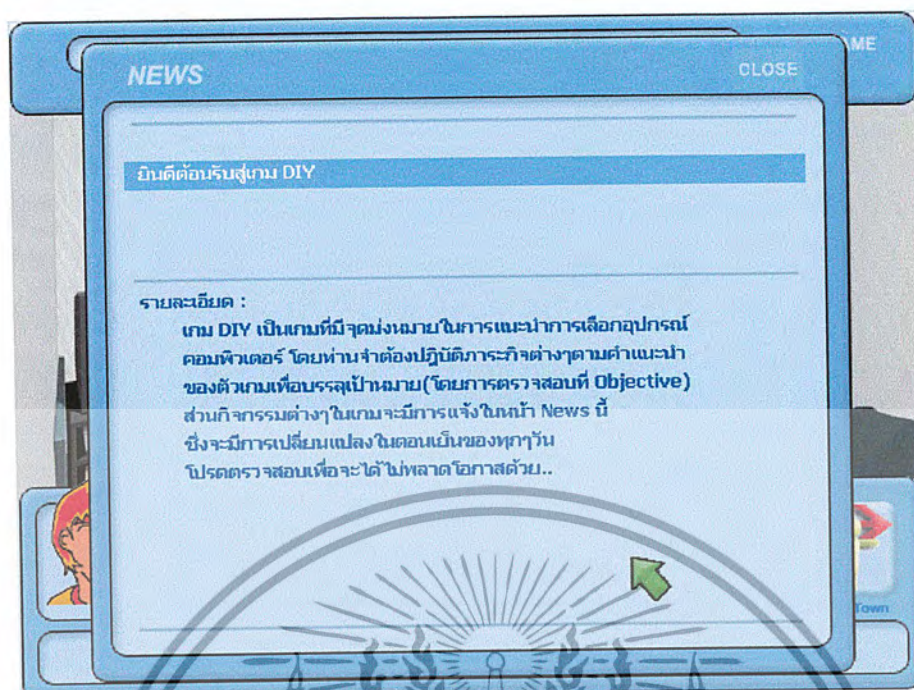 AME
NEWS
CLOSE
ยินดีต้อนรับสู่เกม DIY
รายละเอียด :
เกม DIY เป็นเกมที่มีจุดม่งหมายในการแนะนำการเลือกอุปกรณ์
คอมพิวเตอร์ โดยท่านจำต้องปฏิบัติภาระกิจต่างๆตามคำแนะนำ
ของตัวเกมเพื่อบรรลุเป้าหมาย(โดยการตรวจสอบที่ Objective)
ส่วนกิจกรรมต่างๆในเกมจะมีการแจ้งในหน้า News นี้
ซึ่งจะมีการเปลี่ยนแปลงในตอนเย็นของทุกๆวัน
โปรดตรวจสอบเพื่อจะได้ไม่พลาดโอกาสด้วย..
Town